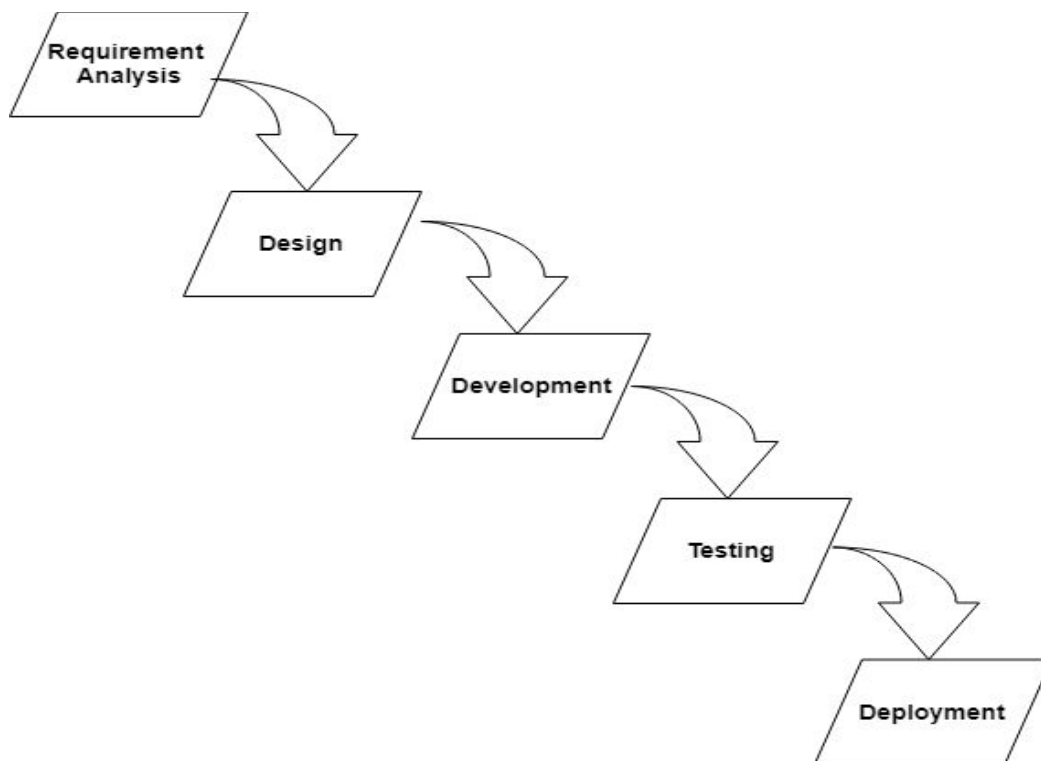 Requirement
Analysis
Design
Development
Testing
Deployment